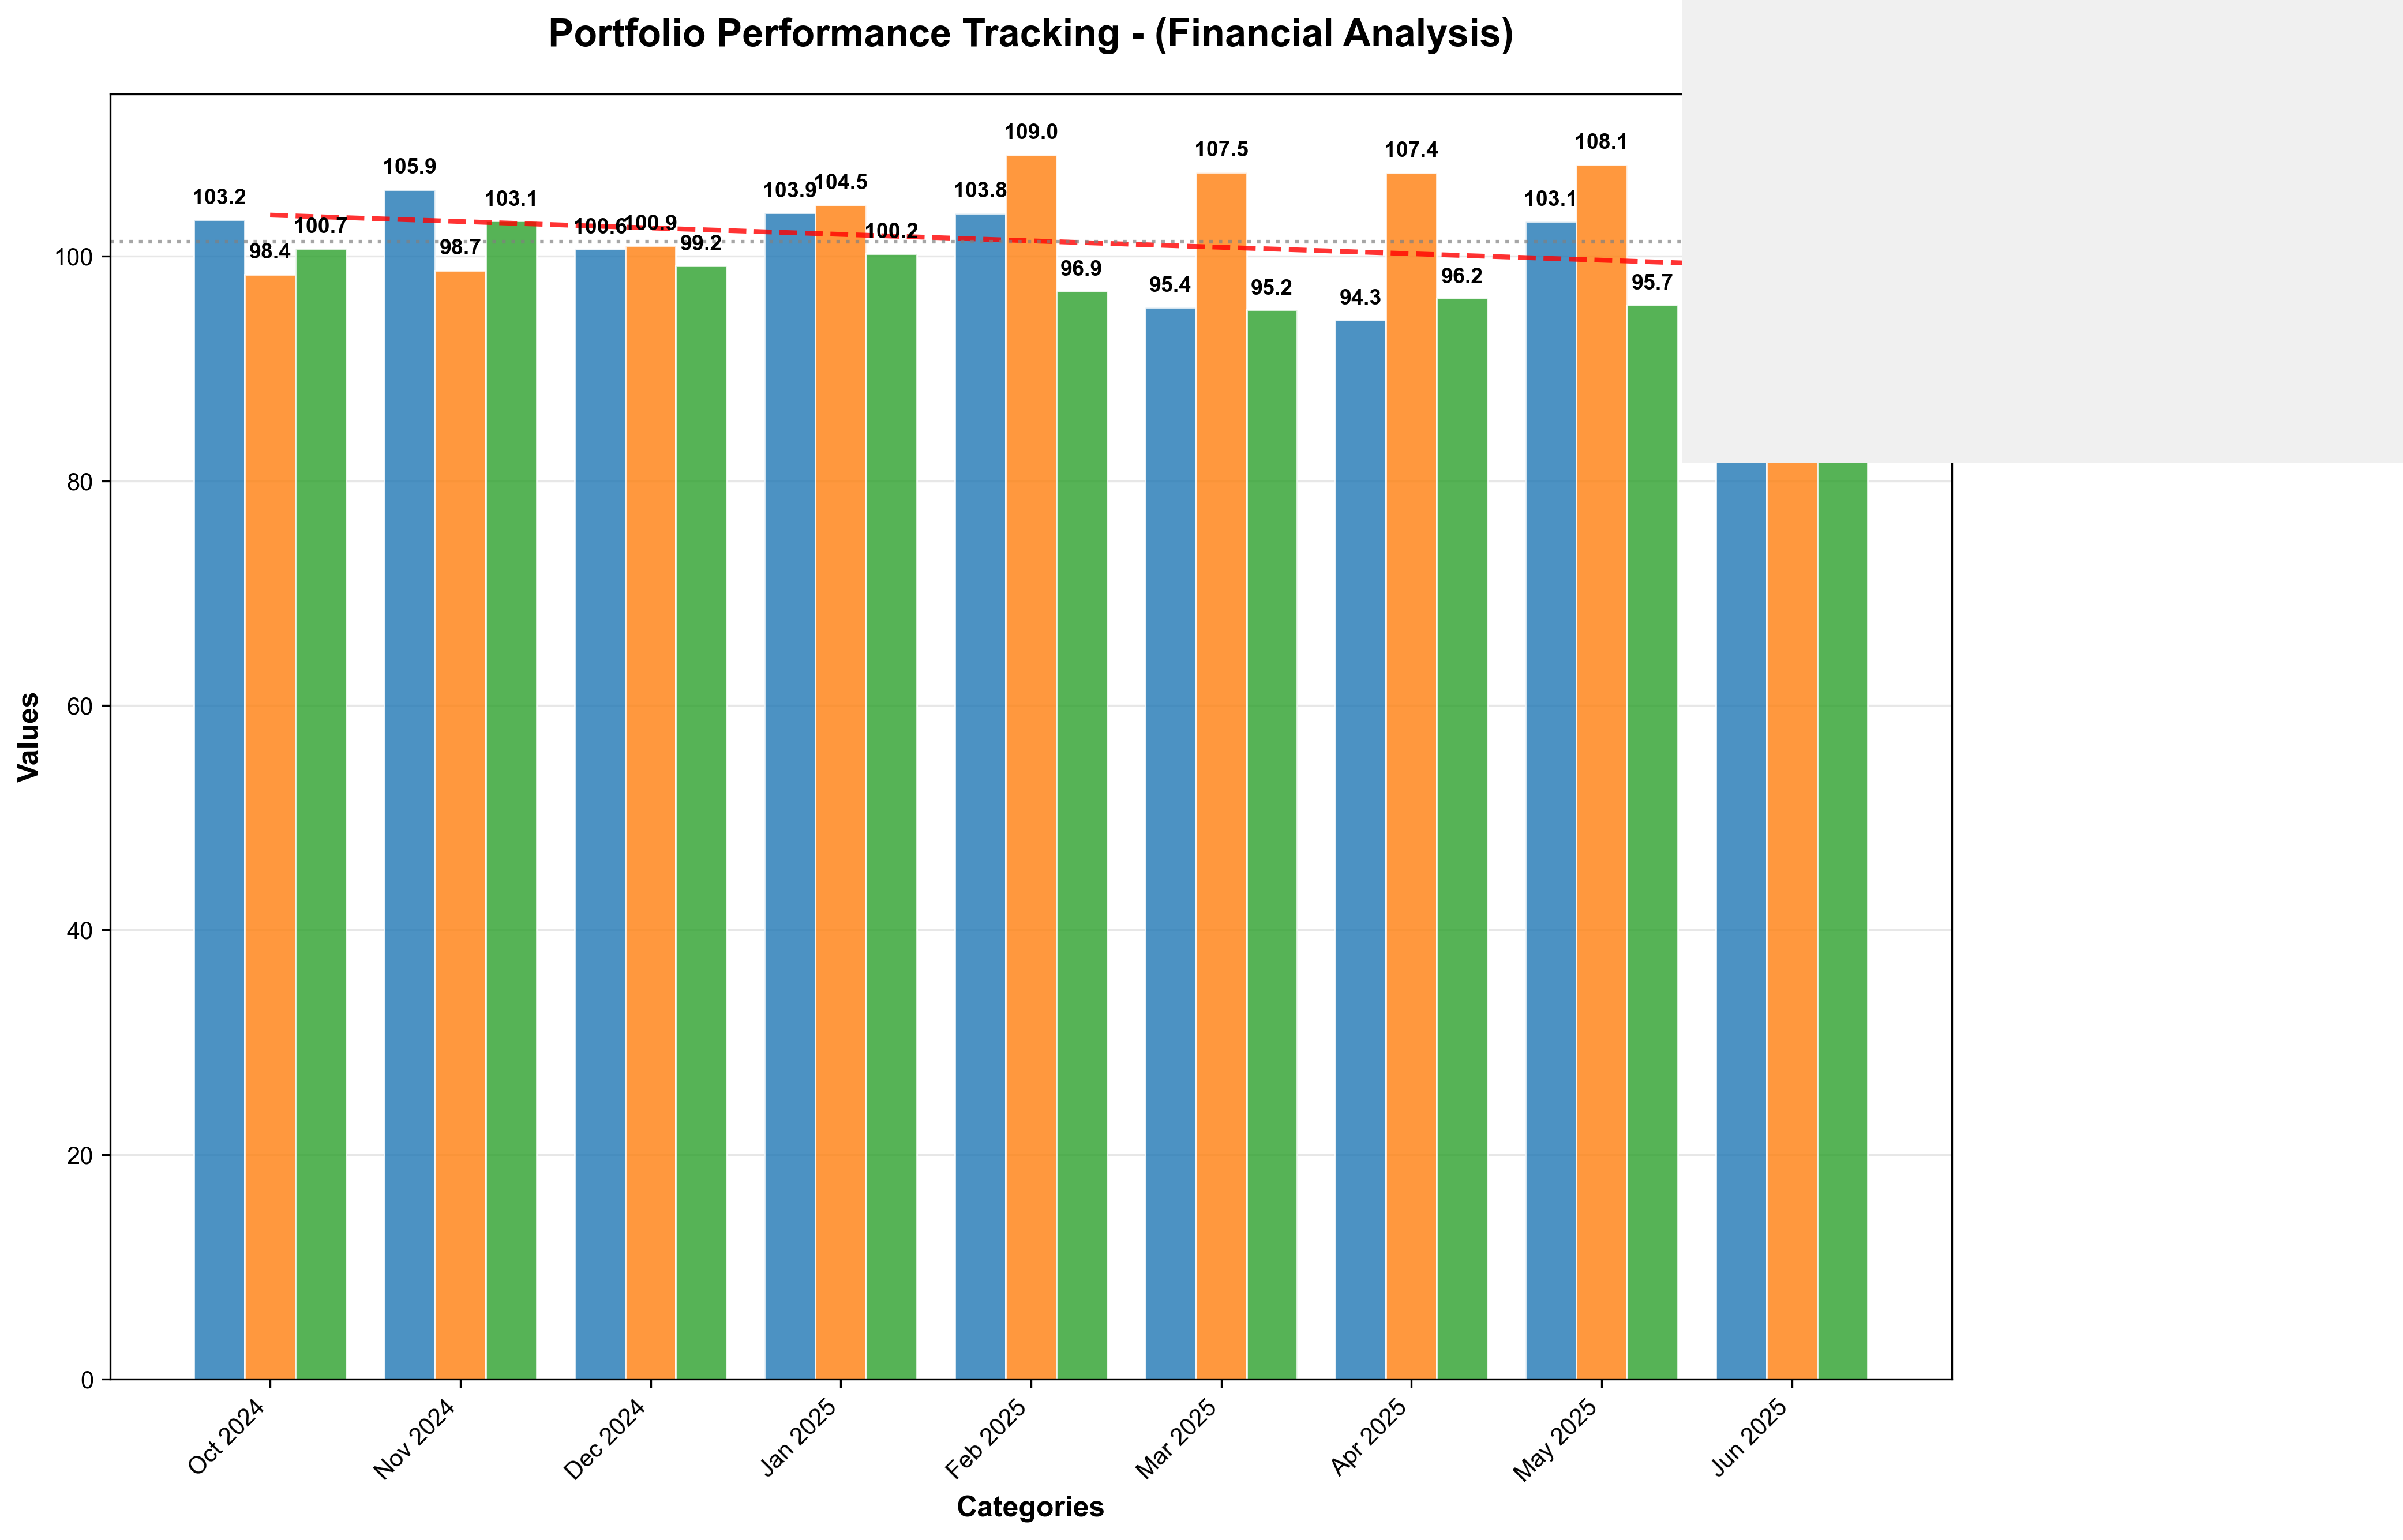 Portfolio Performance Tracking - (Financial Analysis)
Values
100
80
60
40
20
0
103.2
98.4
100.7
105.9
98.7
103.1
100.6
100.9
99.2
103.9
104.5
100.2
103.8
109.0
96.9
95.4
107.5
95.2
94.3
107.4
96.2
103.1
108.1
95.7
Oct 2024
Nov 2024
Dec 2024
Jan 2025
Feb 2025
Mar 2025
Apr 2025
May 2025
Jun 2025
Categories